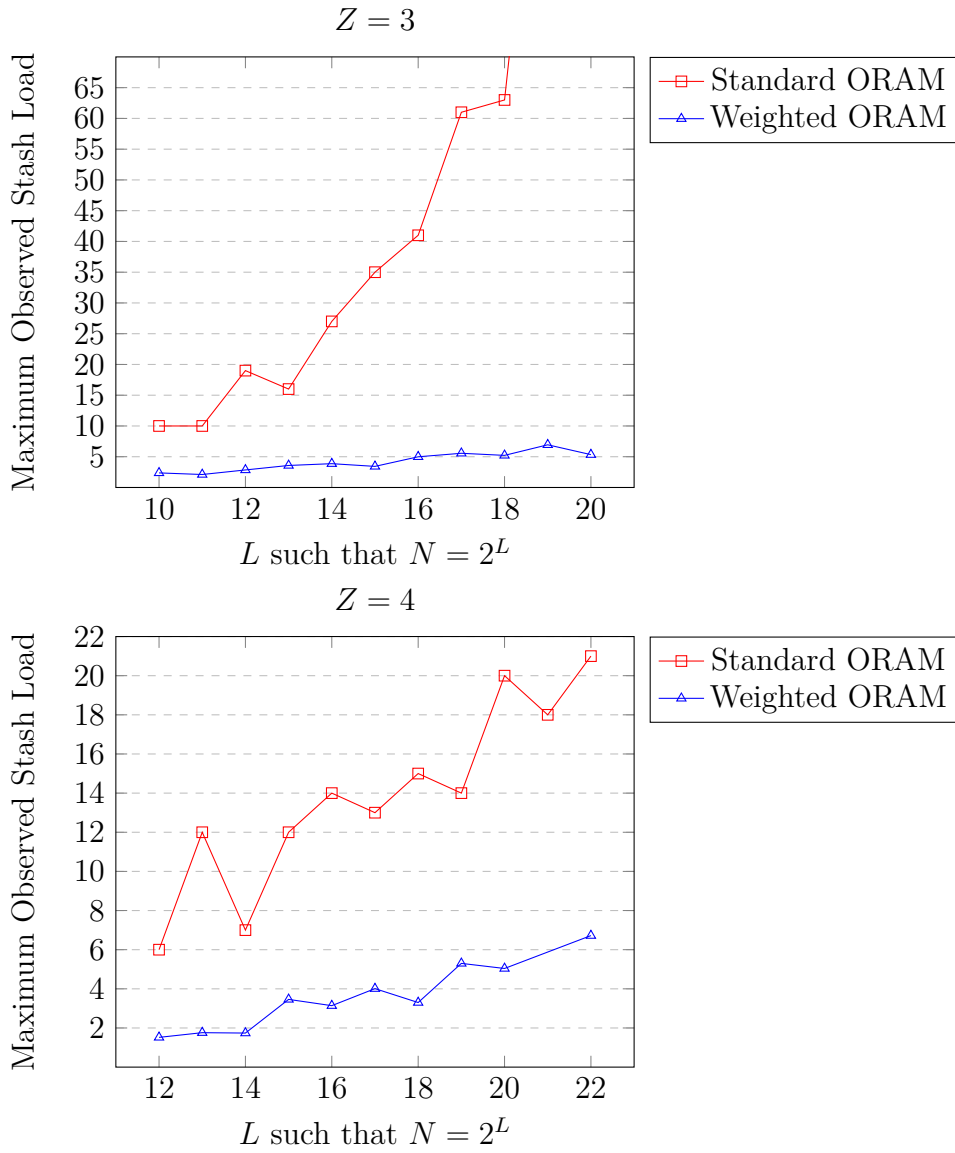 Z = 3
Maximum Observed Stash Load
65
60
55
50
45
40
35
30
25
20
15
10
5
10 12 14 16 18 20
L such that N = 2^L
Standard ORAM
Weighted ORAM
Z = 4
Maximum Observed Stash Load
22
20
18
16
14
12
10
8
6
4
2
12 14 16 18 20 22
L such that N = 2^L
Standard ORAM
Weighted ORAM